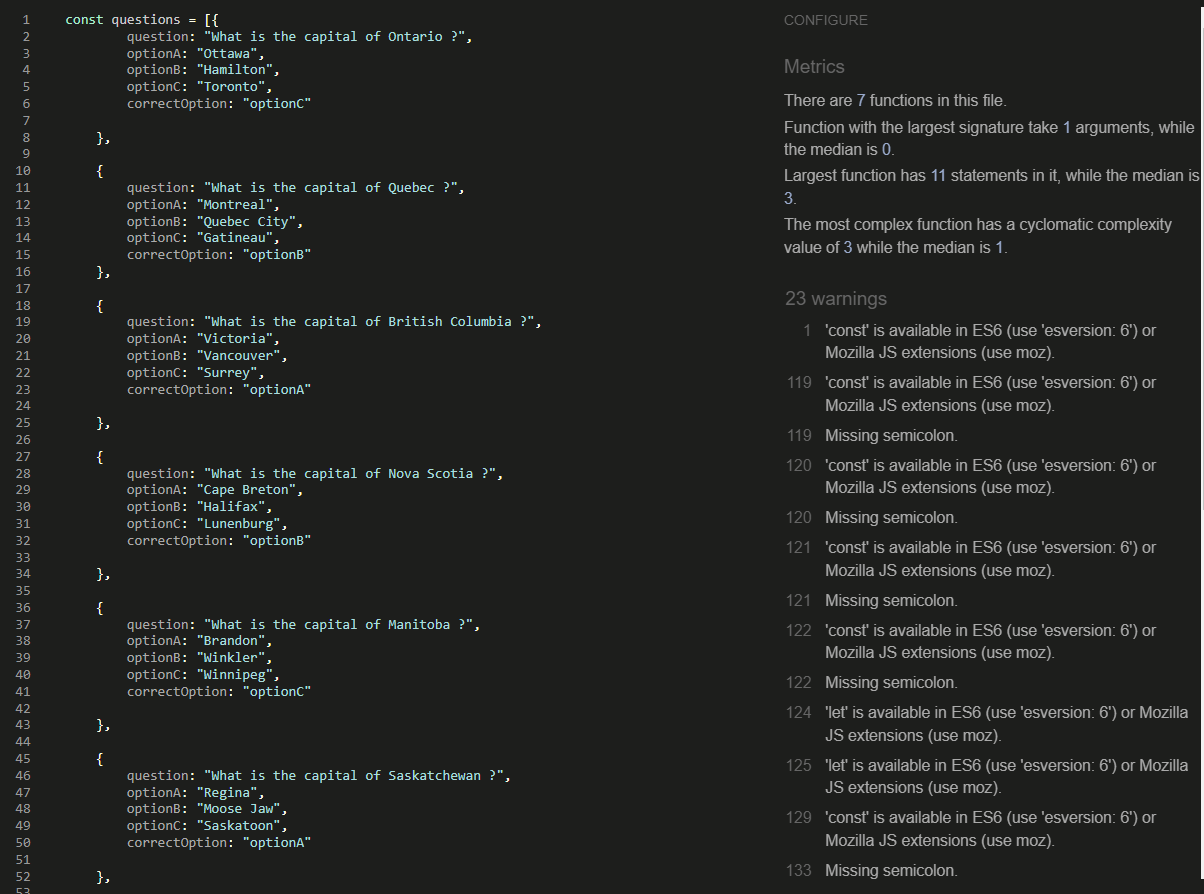 1 const questions = [{
2 question: "What is the capital of Ontario ?",
3 optionA: "Ottawa",
4 optionB: "Hamilton",
5 optionC: "Toronto",
6 correctOption: "optionC"
7
8 },
9
10 {
11 question: "What is the capital of Quebec ?",
12 optionA: "Montreal",
13 optionB: "Quebec City",
14 optionC: "Gatineau",
15 correctOption: "optionB"
16 },
17
18 {
19 question: "What is the capital of British Columbia ?",
20 optionA: "Victoria",
21 optionB: "Vancouver",
22 optionC: "Surrey",
23 correctOption: "optionA"
24
25 },
26
27 {
28 question: "What is the capital of Nova Scotia ?",
29 optionA: "Cape Breton",
30 optionB: "Halifax",
31 optionC: "Lunenburg",
32 correctOption: "optionB"
33
34 },
35
36 {
37 question: "What is the capital of Manitoba ?",
38 optionA: "Brandon",
39 optionB: "Winkler",
40 optionC: "Winnipeg",
41 correctOption: "optionC"
42
43 },
44
45 {
46 question: "What is the capital of Saskatchewan ?",
47 optionA: "Regina",
48 optionB: "Moose Jaw",
49 optionC: "Saskatoon",
50 correctOption: "optionA"
51
52 },
53
CONFIGURE
Metrics
There are 7 functions in this file.
Function with the largest signature take 1 arguments, while
the median is 0.
Largest function has 11 statements in it, while the median is
3.
The most complex function has a cyclomatic complexity
value of 3 while the median is 1.
23 warnings
1 'const' is available in ES6 (use 'esversion: 6') or
Mozilla JS extensions (use moz).
119 'const' is available in ES6 (use 'esversion: 6') or
Mozilla JS extensions (use moz).
119 Missing semicolon.
120 'const' is available in ES6 (use 'esversion: 6') or
Mozilla JS extensions (use moz).
120 Missing semicolon.
121 'const' is available in ES6 (use 'esversion: 6') or
Mozilla JS extensions (use moz).
121 Missing semicolon.
122 'const' is available in ES6 (use 'esversion: 6') or
Mozilla JS extensions (use moz).
122 Missing semicolon.
124 'let' is available in ES6 (use 'esversion: 6') or Mozilla
JS extensions (use moz).
125 'let' is available in ES6 (use 'esversion: 6') or Mozilla
JS extensions (use moz).
129 'const' is available in ES6 (use 'esversion: 6') or
Mozilla JS extensions (use moz).
133 Missing semicolon.